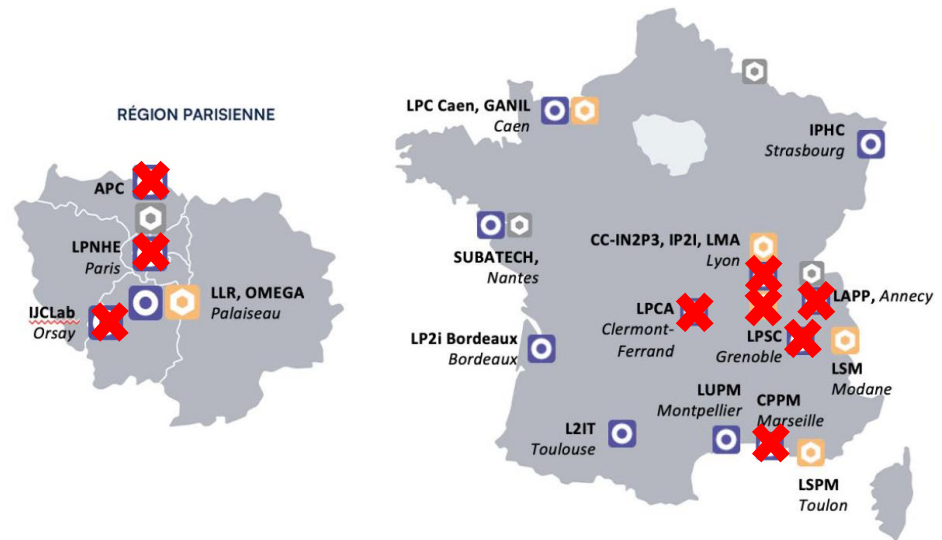 RÉGION PARISIENNE
APC
LPNHE
Paris
IJCLab
Orsay
LLR, OMEGA
Palaiseau
LPC Caen, GANIL
Caen
IPHC
Strasbourg
SUBATECH,
Nantes
CC-IN2P3, IP2I, LMA
Lyon
LAPP, Annecy
LPCA
Clermont-
Ferrand
LPSC
Grenoble
LSM
Modane
LP2i Bordeaux
Bordeaux
LUPM
Montpellier
CPPM
Marseille
L2IT
Toulouse
LSPM
Toulon